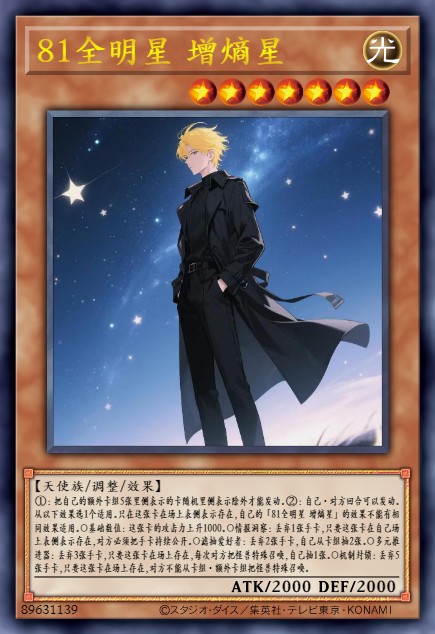 81全明星 增熵星
光
【天使族/调整/效果】
①：把自己的额外卡组5张里侧表示的卡随机里侧表示除外才能发动。②：自己·对方回合可以发动。
从以下效果选1个适用。只在这张卡在场上表侧表示存在，自己的「81全明星 增熵星」的效果不能有相
同效果适用。○基础数值：这张卡的攻击力上升1000。○情报洞察：丢弃1张手卡，只要这张卡在自己场
上表侧表示存在，对方必须把手卡持续公开。○滤抽爱好者：丢弃2张手卡，自己从卡组抽2张。○多元推
进器：丢弃3张手卡，只要这张卡在场上存在，每次对方把怪兽特殊召唤，自己抽1张。○机制封锁：丢弃5
张手卡，只要这张卡在场上存在，对方不能从卡组·额外卡组把怪兽特殊召唤。
ATK/2000 DEF/2000
89631139
©スタジオ·ダイス/集英社·テレビ東京·KONAMI